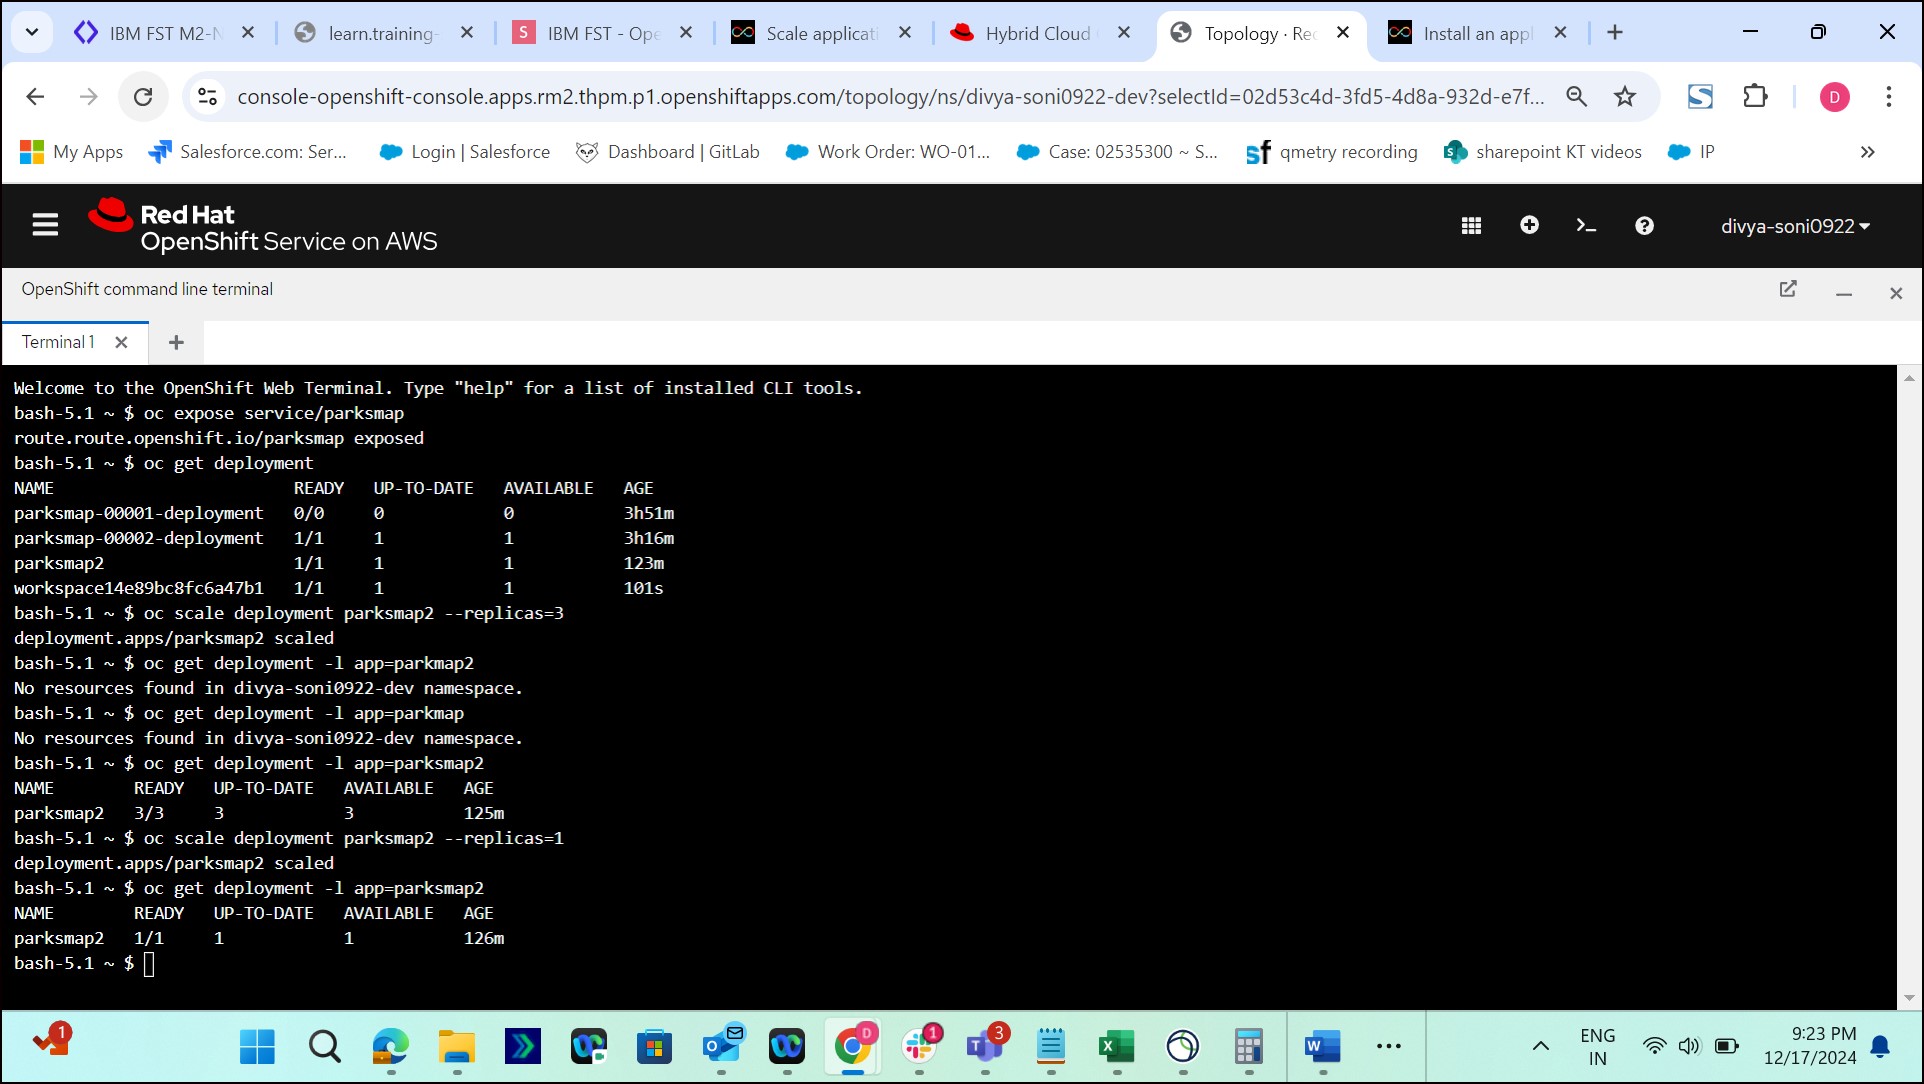 IBM FST M2-N
learn.training-
S IBM FST - Ope
Scale applicati
Hybrid Cloud
Topology · Rec
Install an appl
console-openshift-console.apps.rm2.thpm.p1.openshiftapps.com/topology/ns/divya-soni0922-dev?selectId=02d53c4d-3fd5-4d8a-932d-e7f...
D
My Apps
Salesforce.com: Ser...
Login | Salesforce
Dashboard | GitLab
Work Order: WO-01...
Case: 02535300 ~ S...
sf qmetry recording
sharepoint KT videos
IP
Red Hat
OpenShift Service on AWS
divya-soni0922
OpenShift command line terminal
Terminal 1
Welcome to the OpenShift Web Terminal. Type "help" for a list of installed CLI tools.
bash-5.1 ~ $ oc expose service/parksmap
route.route.openshift.io/parksmap exposed
bash-5.1 ~ $ oc get deployment
NAME READY UP-TO-DATE AVAILABLE AGE
parksmap-00001-deployment 0/0 0 0 3h51m
parksmap-00002-deployment 1/1 1 1 3h16m
parksmap2 1/1 1 1 123m
workspace14e89bc8fc6a47b1 1/1 1 1 101s
bash-5.1 ~ $ oc scale deployment parksmap2 --replicas=3
deployment.apps/parksmap2 scaled
bash-5.1 ~ $ oc get deployment -l app=parkmap2
No resources found in divya-soni0922-dev namespace.
bash-5.1 ~ $ oc get deployment -l app=parkmap
No resources found in divya-soni0922-dev namespace.
bash-5.1 ~ $ oc get deployment -l app=parksmap2
NAME READY UP-TO-DATE AVAILABLE AGE
parksmap2 3/3 3 3 125m
bash-5.1 ~ $ oc scale deployment parksmap2 --replicas=1
deployment.apps/parksmap2 scaled
bash-5.1 ~ $ oc get deployment -l app=parksmap2
NAME READY UP-TO-DATE AVAILABLE AGE
parksmap2 1/1 1 1 126m
bash-5.1 ~ $
1
D
1
3
ENG
IN
9:23 PM
12/17/2024